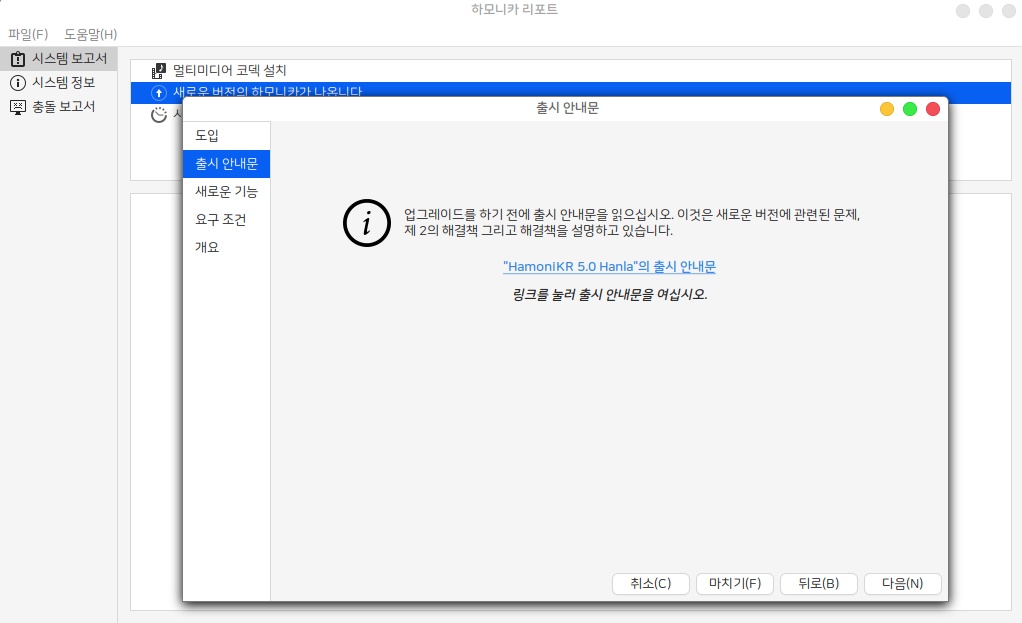 하모니카 리포트
파일(F) 도움말(H)
시스템 보고서
시스템 정보
충돌 보고서
멀티미디어 코덱 설치
새로운 버전의 하모니카가 나옵니다
출시 안내문
도입
출시 안내문
새로운 기능
요구 조건
개요
업그레이드를 하기 전에 출시 안내문을 읽으십시오. 이것은 새로운 버전에 관련된 문제,
제 2의 해결책 그리고 해결책을 설명하고 있습니다.
"HamoniKR 5.0 Hanla"의 출시 안내문
링크를 눌러 출시 안내문을 여십시오.
취소(C) 마치기(F) 뒤로(B) 다음(N)